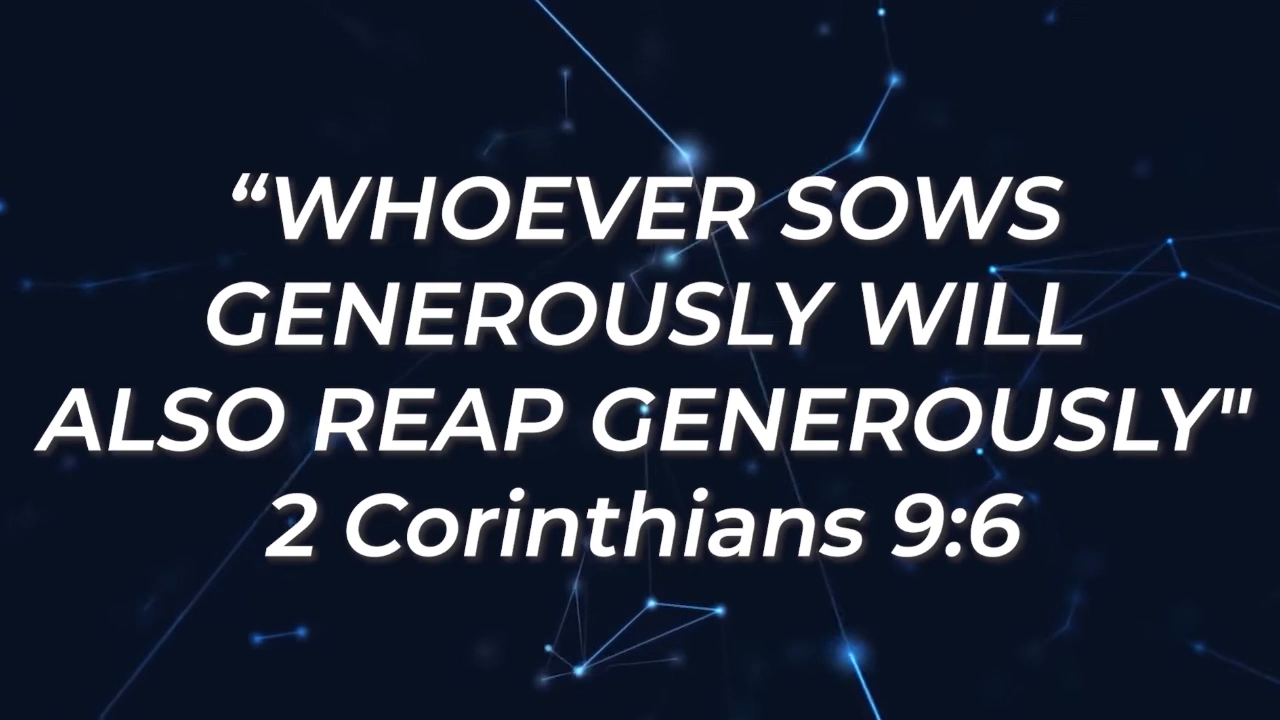 “WHOEVER SOWS
GENEROUSLY WILL
ALSO REAP GENEROUSLY"
2 Corinthians 9:6